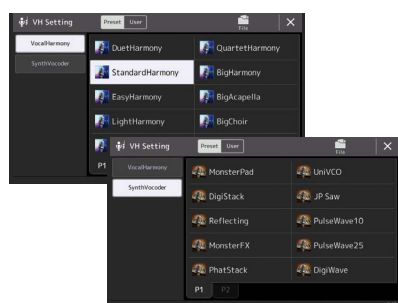 VH Setting Preset User File
VocalHarmony
SynthVocoder
DuetHarmony QuartetHarmony
StandardHarmony BigHarmony
EasyHarmony BigAcapella
LightHarmony BigChoir
P1
VH Setting Preset User File
VocalHarmony
SynthVocoder
MonsterPad UniVCO
DigiStack JP Saw
Reflecting PulseWave10
MonsterFX PulseWave25
PhatStack DigiWave
P1 P2